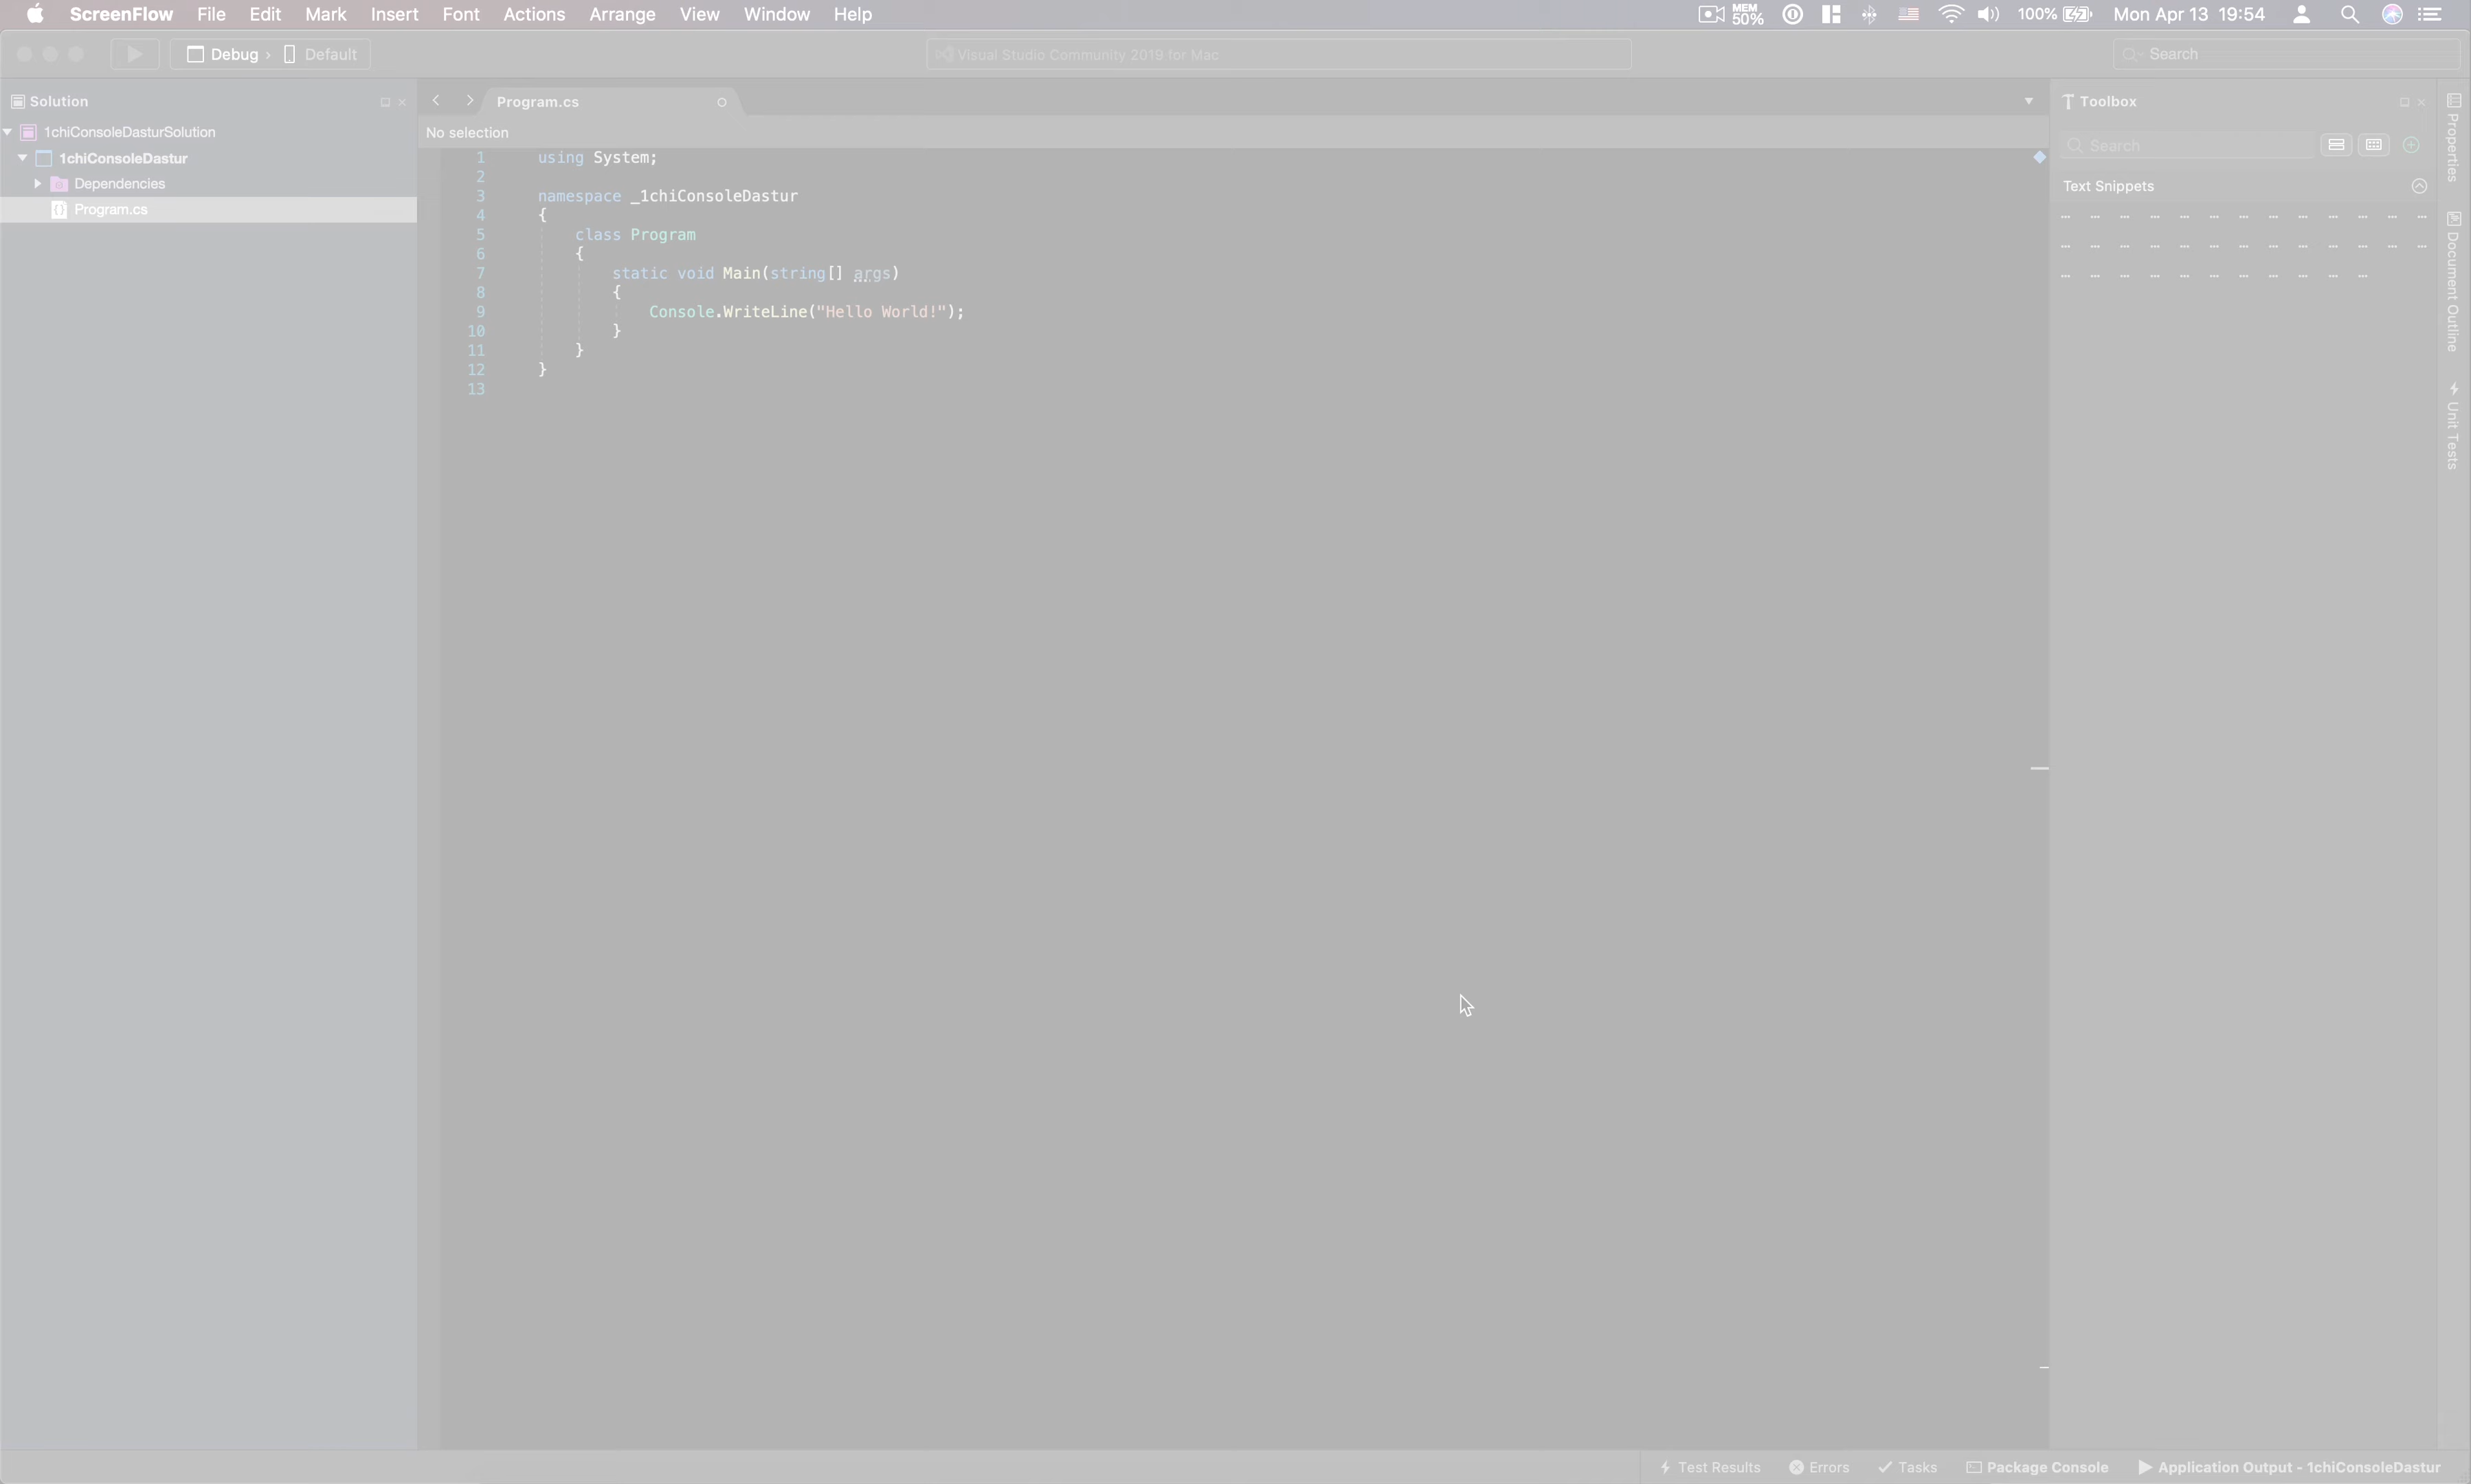 ScreenFlow File Edit Mark Insert Font Actions Arrange View Window Help MEM 50% 100% Mon Apr 13 19:54
Debug › Default Visual Studio Community 2019 for Mac Search
Solution
1chiConsoleDasturSolution
1chiConsoleDastur
Dependencies
Program.cs
Program.cs
No selection
1 using System;
2
3 namespace _1chiConsoleDastur
4 {
5 class Program
6 {
7 static void Main(string[] args)
8 {
9 Console.WriteLine("Hello World!");
10 }
11 }
12 }
13
Toolbox
Search
Text Snippets
Properties
Document Outline
Unit Tests
Test Results Errors Tasks Package Console Application Output - 1chiConsoleDastur